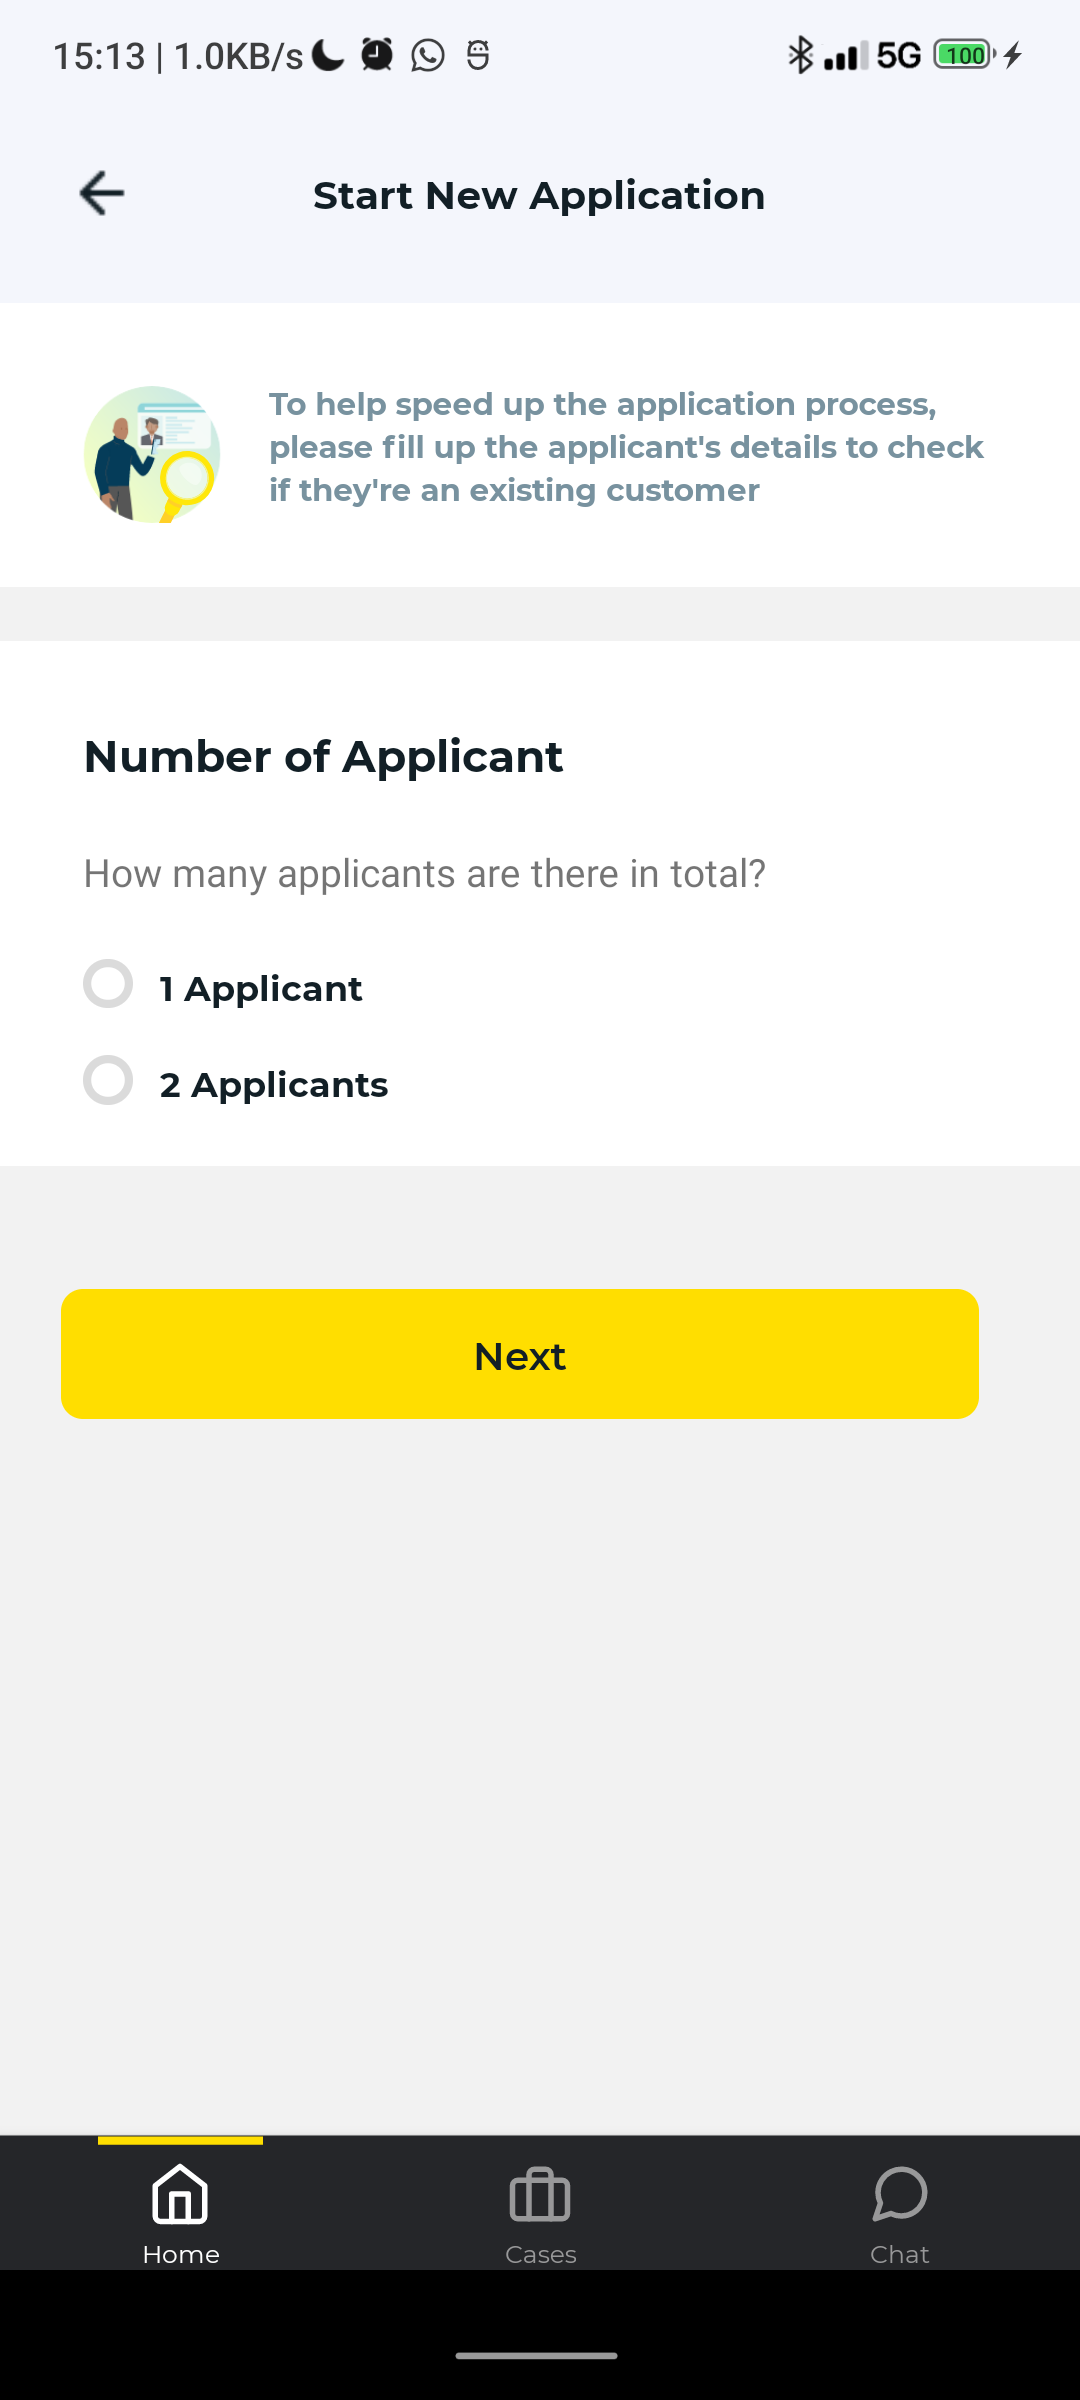 15:13 | 1.0KB/s 5G 100
Start New Application
To help speed up the application process,
please fill up the applicant's details to check
if they're an existing customer
Number of Applicant
How many applicants are there in total?
1 Applicant
2 Applicants
Next
Home Cases Chat